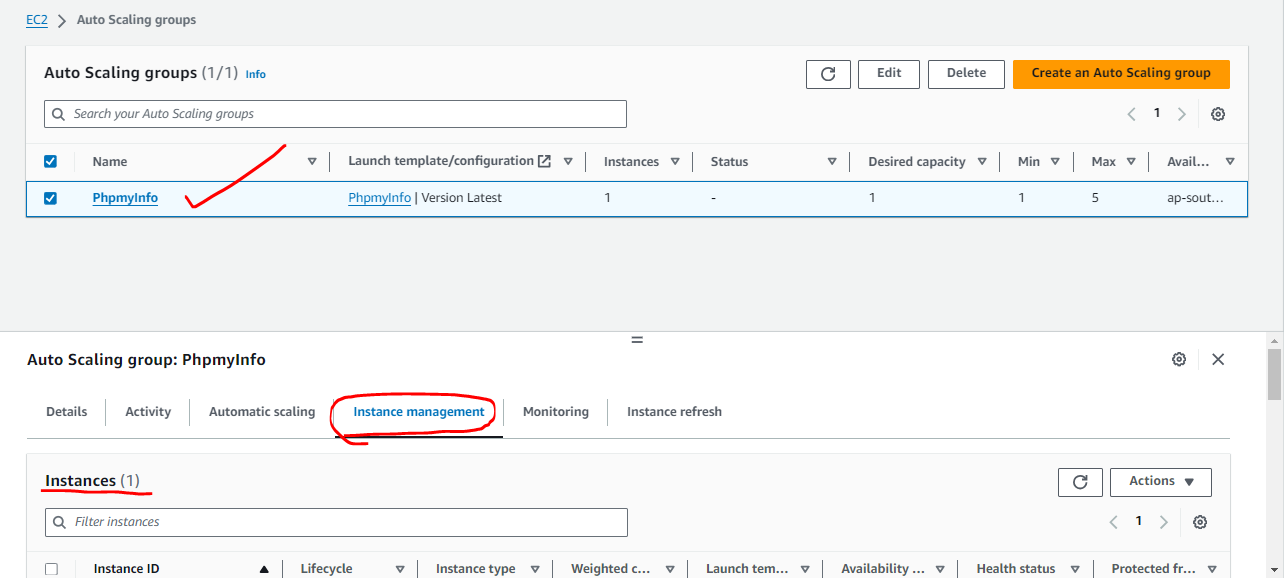 EC2 > Auto Scaling groups
Auto Scaling groups (1/1) Info
Edit
Delete
Create an Auto Scaling group
Search your Auto Scaling groups
1
Name Launch template/configuration Instances Status Desired capacity Min Max Avail...
PhpmyInfo PhpmyInfo | Version Latest 1 - 1 1 5 ap-sout...
Auto Scaling group: PhpmyInfo
Details Activity Automatic scaling Instance management Monitoring Instance refresh
Instances (1)
Actions
Filter instances
1
Instance ID Lifecycle Instance type Weighted c... Launch tem... Availability ... Health status Protected fr...